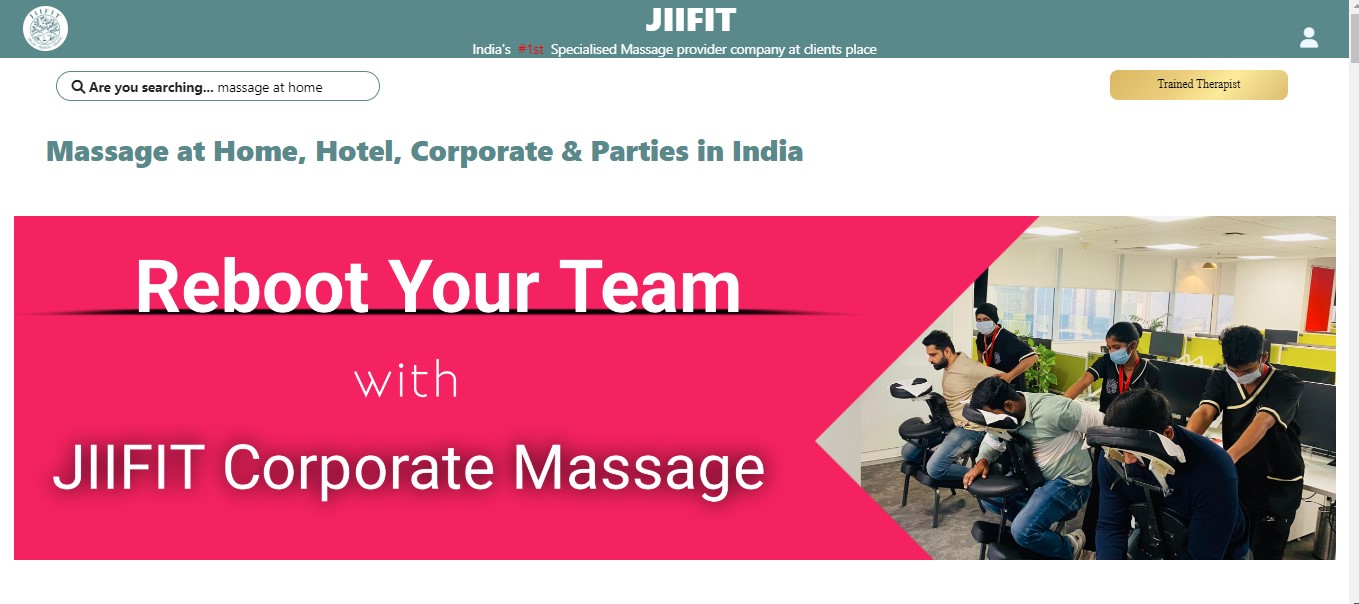 JIIFIT
JIIFIT
India's #1st Specialised Massage provider company at clients place
Are you searching... massage at home
Trained Therapist
Massage at Home, Hotel, Corporate & Parties in India
Reboot Your Team
with
JIIFIT Corporate Massage